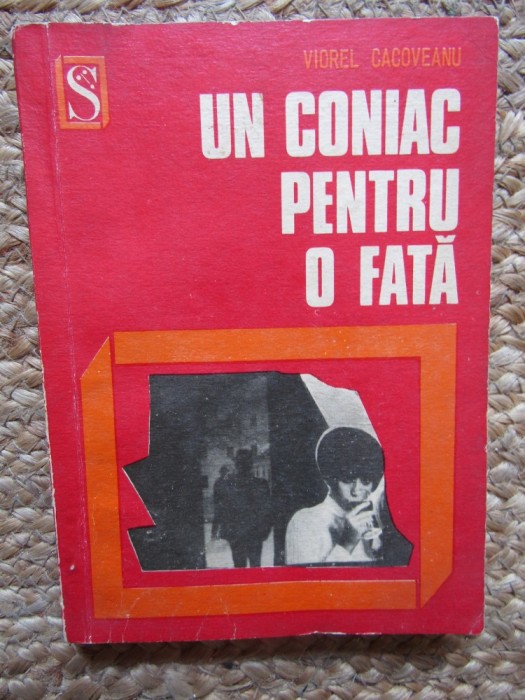 VIOREL CACOVEANU
S
UN CONIAC
PENTRU
O FATĂ